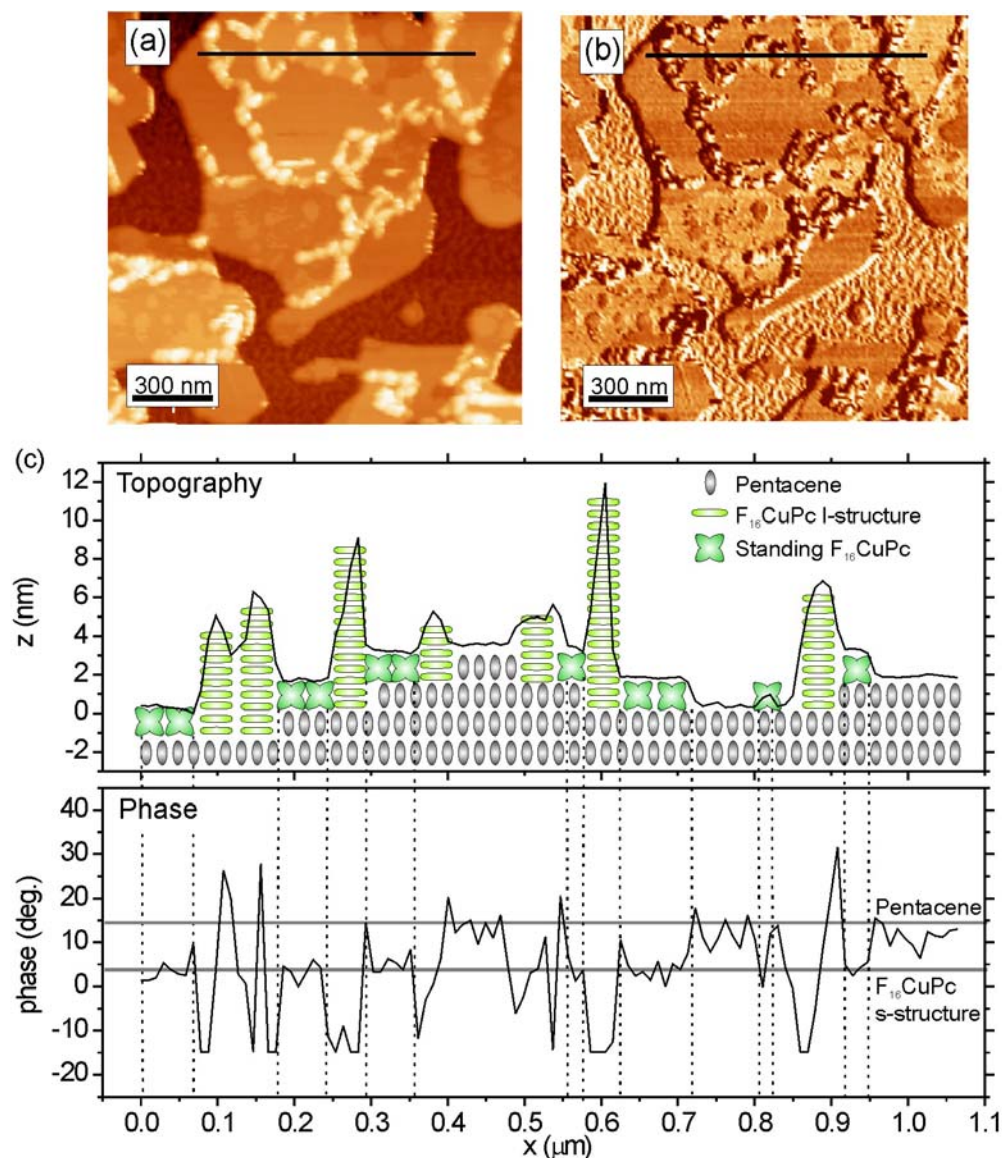 (a)
(b)
300 nm
300 nm
(c)
Topography
Pentacene
F₁₆CuPc l-structure
Standing F₁₆CuPc
z (nm)
12
10
8
6
4
2
0
-2
Phase
phase (deg.)
40
30
20
10
0
-10
-20
Pentacene
F₁₆CuPc
s-structure
0.0 0.1 0.2 0.3 0.4 0.5 0.6 0.7 0.8 0.9 1.0 1.1
x (μm)